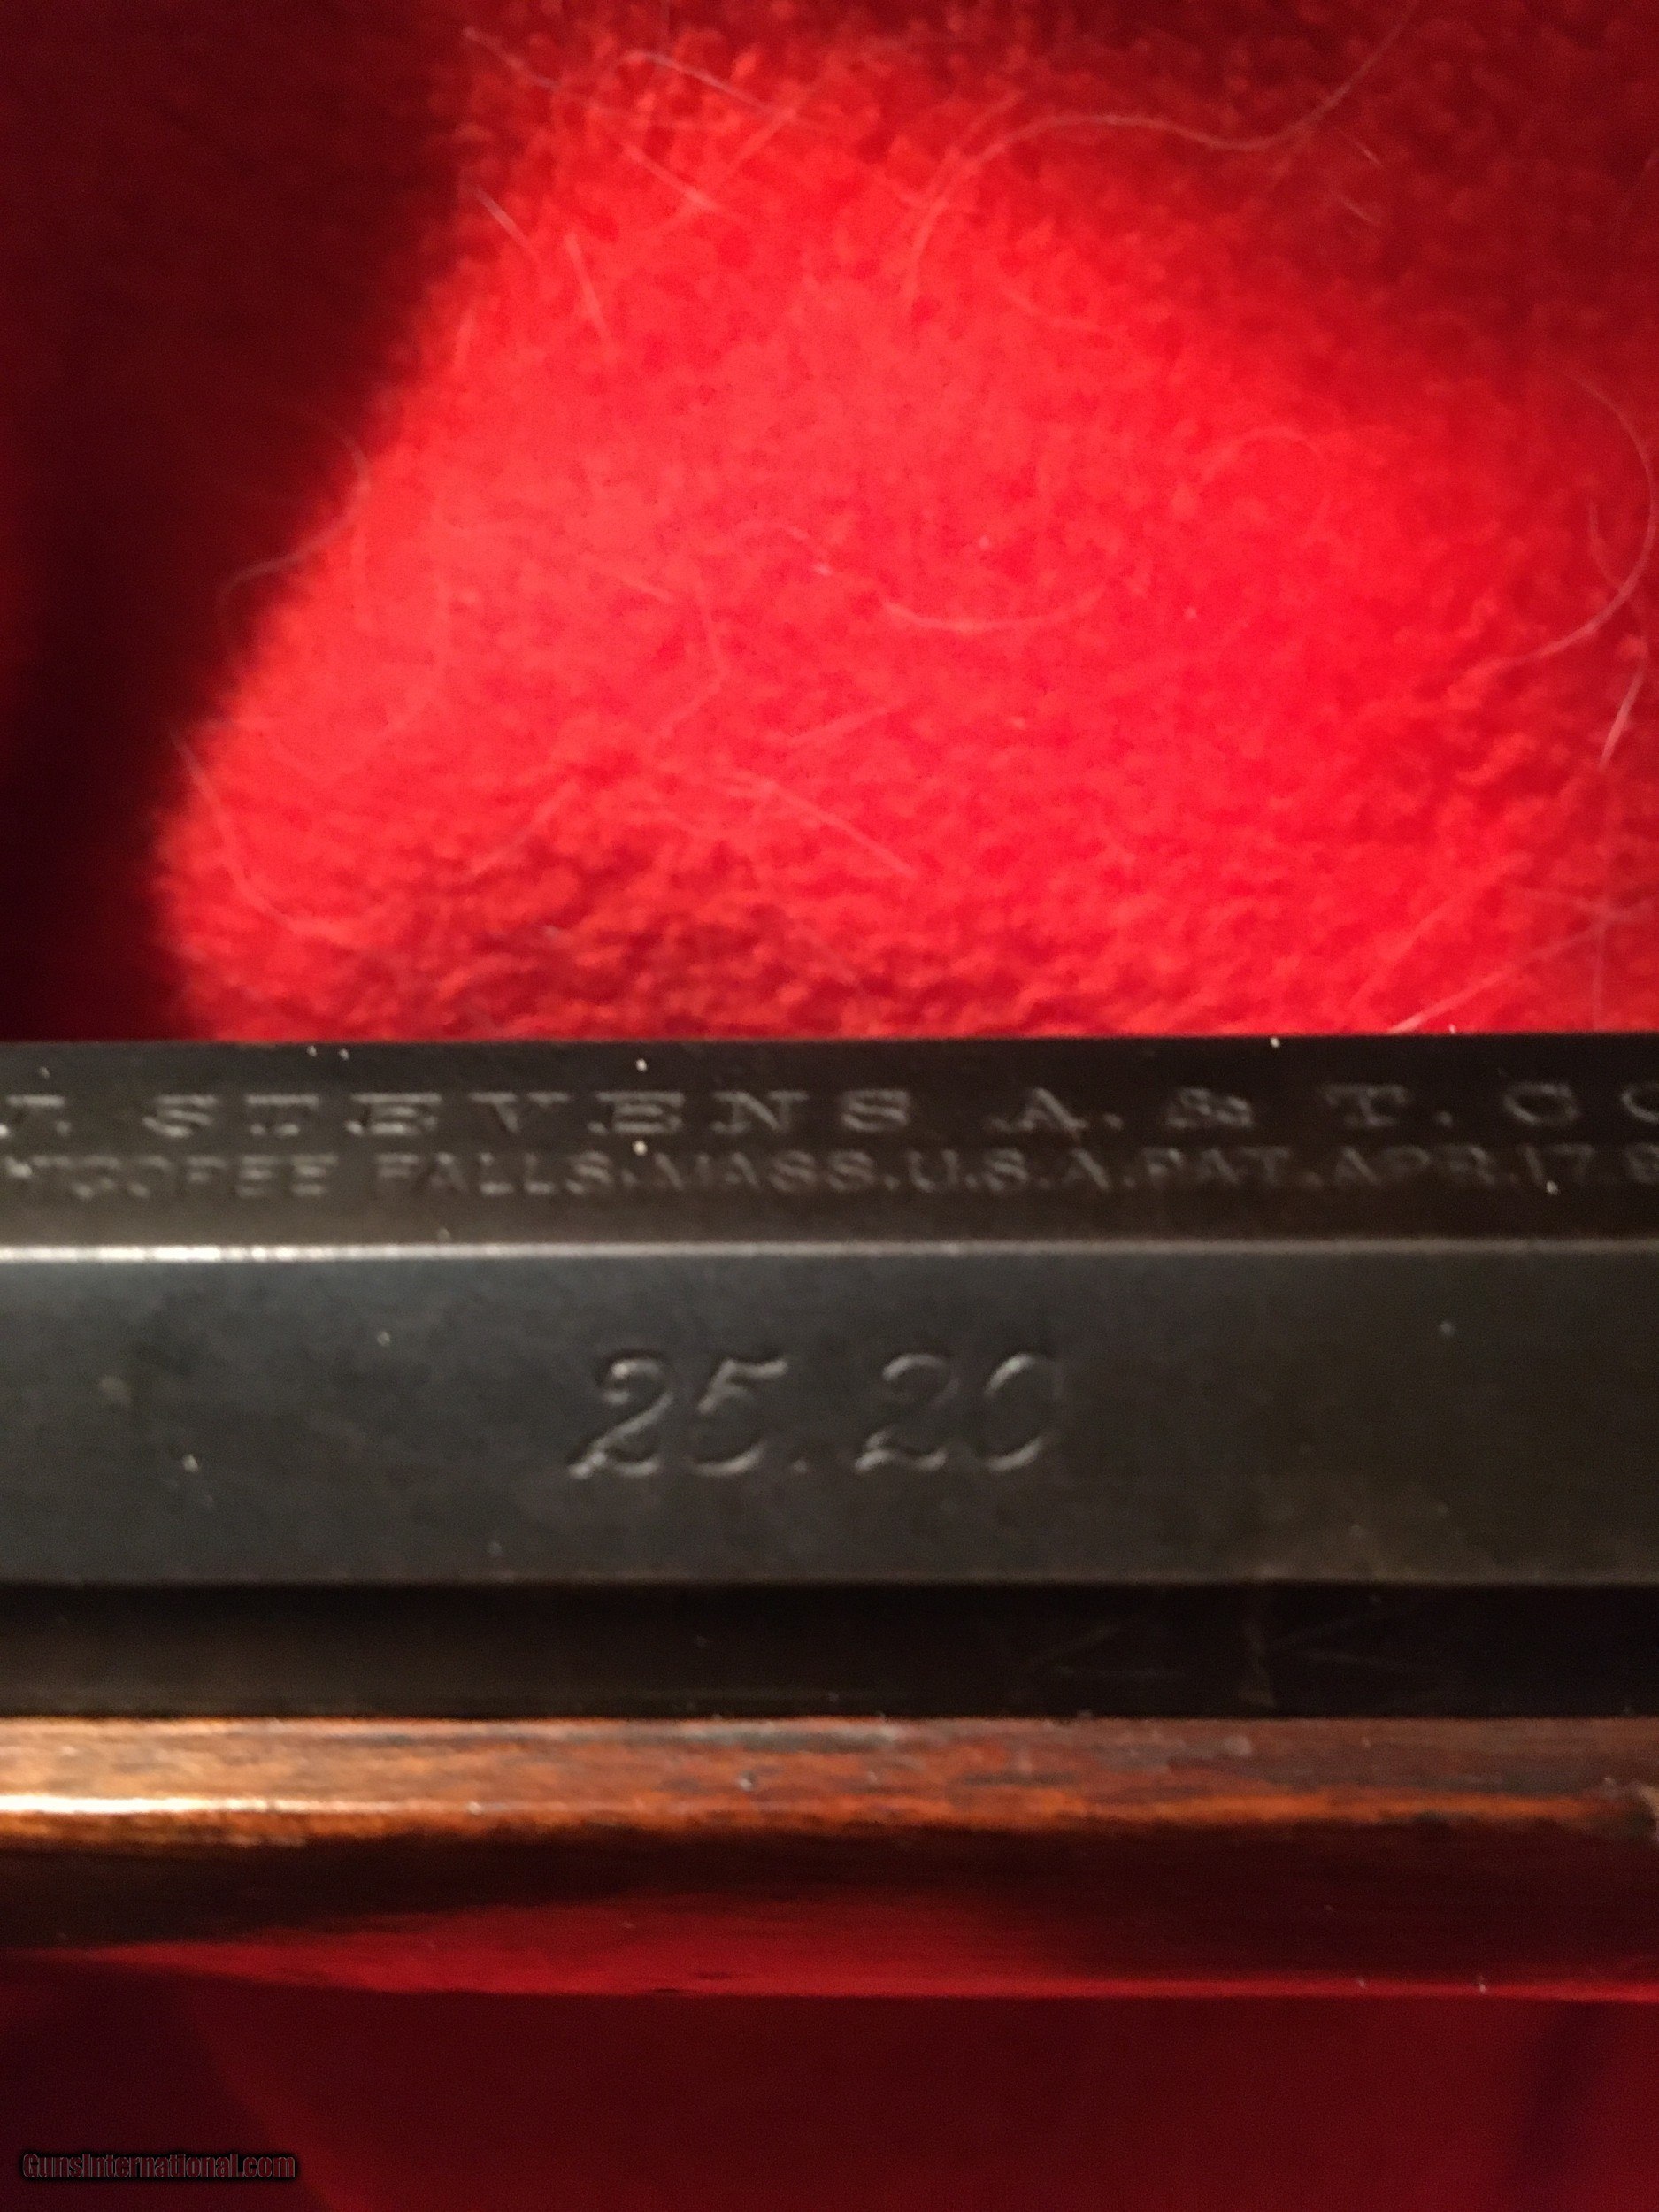 J. STEVENS A. & T. CO
FALLS. MASS. U.S.A. PAT. APR. 17
25.20
GunsInternational.com